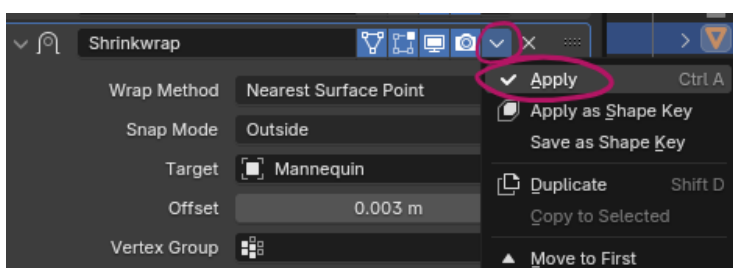 Shrinkwrap
Apply Ctrl A
Wrap Method Nearest Surface Point
Apply as Shape Key
Snap Mode Outside
Save as Shape Key
Target Mannequin
Duplicate Shift D
Offset 0.003 m
Copy to Selected
Vertex Group
Move to First